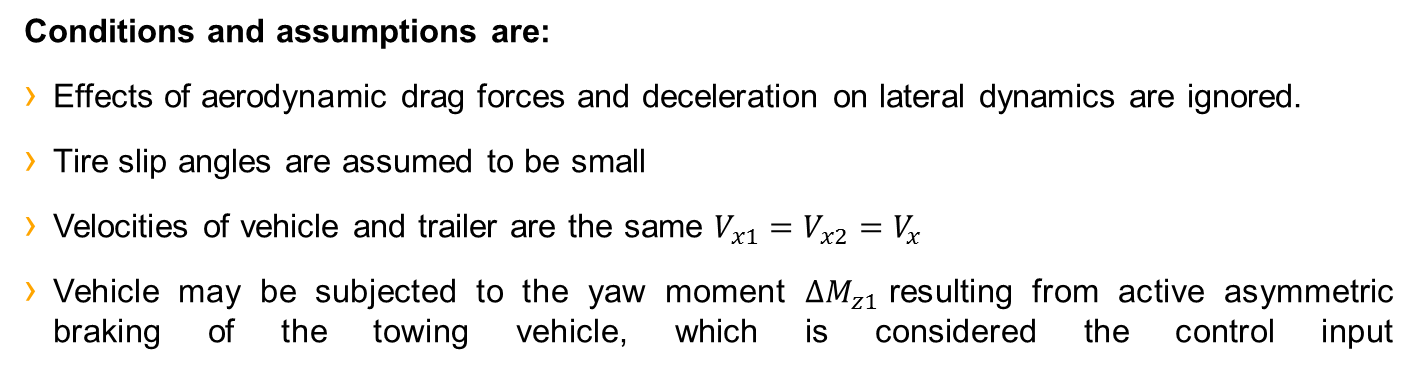 Conditions and assumptions are:
› Effects of aerodynamic drag forces and deceleration on lateral dynamics are ignored.
› Tire slip angles are assumed to be small
› Velocities of vehicle and trailer are the same 𝑉𝑥1 = 𝑉𝑥2 = 𝑉𝑥
› Vehicle may be subjected to the yaw moment Δ𝑀𝑧1 resulting from active asymmetric
braking of the towing vehicle, which is considered the control input